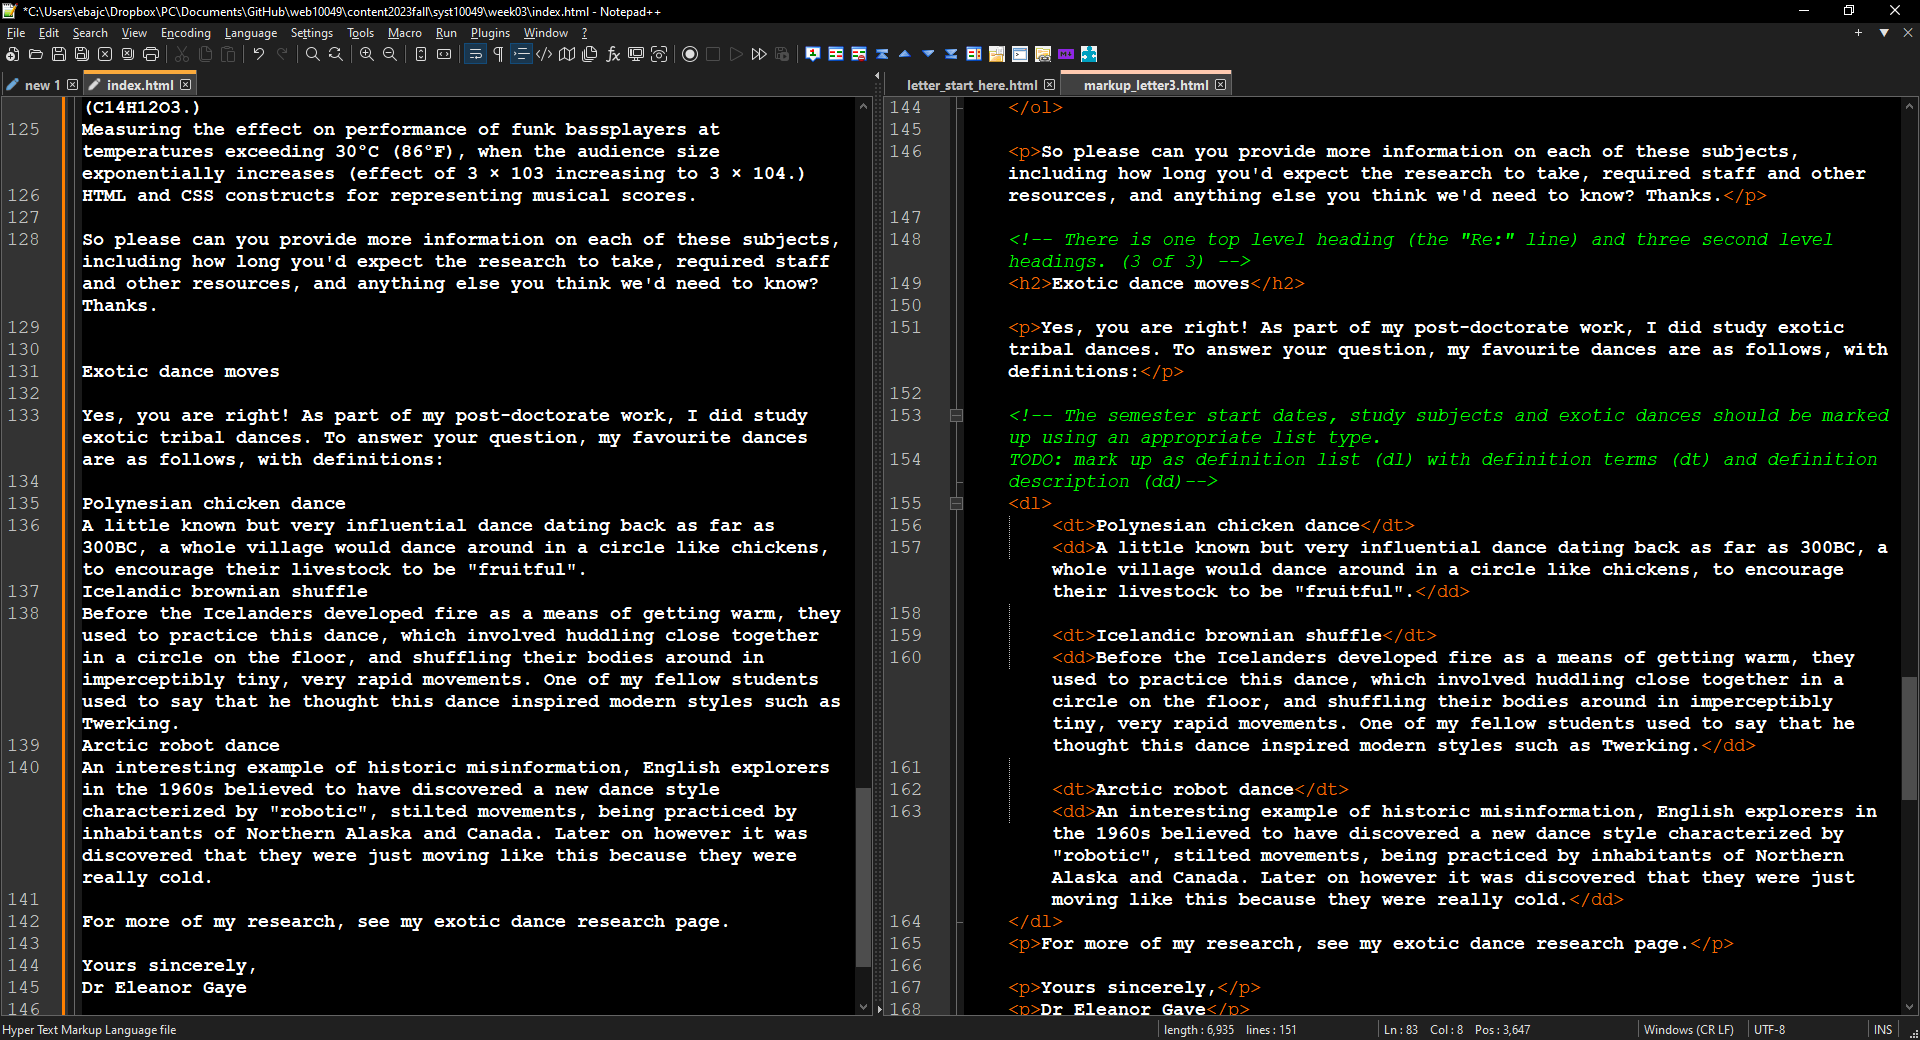 *C:\Users\ebajc\Dropbox\PC\Documents\GitHub\web10049\content2023fall\syst10049\week03\index.html - Notepad++
File Edit Search View Encoding Language Settings Tools Macro Run Plugins Window ?
new 1 index.html
(C14H12O3.)
125 Measuring the effect on performance of funk bassplayers at
temperatures exceeding 30°C (86°F), when the audience size
exponentially increases (effect of 3 × 103 increasing to 3 × 104.)
126 HTML and CSS constructs for representing musical scores.
127
128 So please can you provide more information on each of these subjects,
including how long you'd expect the research to take, required staff
and other resources, and anything else you think we'd need to know?
Thanks.
129
130
131 Exotic dance moves
132
133 Yes, you are right! As part of my post-doctorate work, I did study
exotic tribal dances. To answer your question, my favourite dances
are as follows, with definitions:
134
135 Polynesian chicken dance
136 A little known but very influential dance dating back as far as
300BC, a whole village would dance around in a circle like chickens,
to encourage their livestock to be "fruitful".
137 Icelandic brownian shuffle
138 Before the Icelanders developed fire as a means of getting warm, they
used to practice this dance, which involved huddling close together
in a circle on the floor, and shuffling their bodies around in
imperceptibly tiny, very rapid movements. One of my fellow students
used to say that he thought this dance inspired modern styles such as
Twerking.
139 Arctic robot dance
140 An interesting example of historic misinformation, English explorers
in the 1960s believed to have discovered a new dance style
characterized by "robotic", stilted movements, being practiced by
inhabitants of Northern Alaska and Canada. Later on however it was
discovered that they were just moving like this because they were
really cold.
141
142 For more of my research, see my exotic dance research page.
143
144 Yours sincerely,
145 Dr Eleanor Gaye
146
letter_start_here.html markup_letter3.html
144 </ol>
145
146 <p>So please can you provide more information on each of these subjects,
including how long you'd expect the research to take, required staff and other
resources, and anything else you think we'd need to know? Thanks.</p>
147
148 <!-- There is one top level heading (the "Re:" line) and three second level
headings. (3 of 3) -->
149 <h2>Exotic dance moves</h2>
150
151 <p>Yes, you are right! As part of my post-doctorate work, I did study exotic
tribal dances. To answer your question, my favourite dances are as follows, with
definitions:</p>
152
153 <!-- The semester start dates, study subjects and exotic dances should be marked
up using an appropriate list type.
154 TODO: mark up as definition list (dl) with definition terms (dt) and definition
description (dd)-->
155 <dl>
156 <dt>Polynesian chicken dance</dt>
157 <dd>A little known but very influential dance dating back as far as 300BC, a
whole village would dance around in a circle like chickens, to encourage
their livestock to be "fruitful".</dd>
158
159 <dt>Icelandic brownian shuffle</dt>
160 <dd>Before the Icelanders developed fire as a means of getting warm, they
used to practice this dance, which involved huddling close together in a
circle on the floor, and shuffling their bodies around in imperceptibly
tiny, very rapid movements. One of my fellow students used to say that he
thought this dance inspired modern styles such as Twerking.</dd>
161
162 <dt>Arctic robot dance</dt>
163 <dd>An interesting example of historic misinformation, English explorers in
the 1960s believed to have discovered a new dance style characterized by
"robotic", stilted movements, being practiced by inhabitants of Northern
Alaska and Canada. Later on however it was discovered that they were just
moving like this because they were really cold.</dd>
164 </dl>
165 <p>For more of my research, see my exotic dance research page.</p>
166
167 <p>Yours sincerely,</p>
168 <p>Dr Eleanor Gaye</p>
Hyper Text Markup Language file length : 6,935 lines : 151 Ln : 83 Col : 8 Pos : 3,647 Windows (CR LF) UTF-8 INS